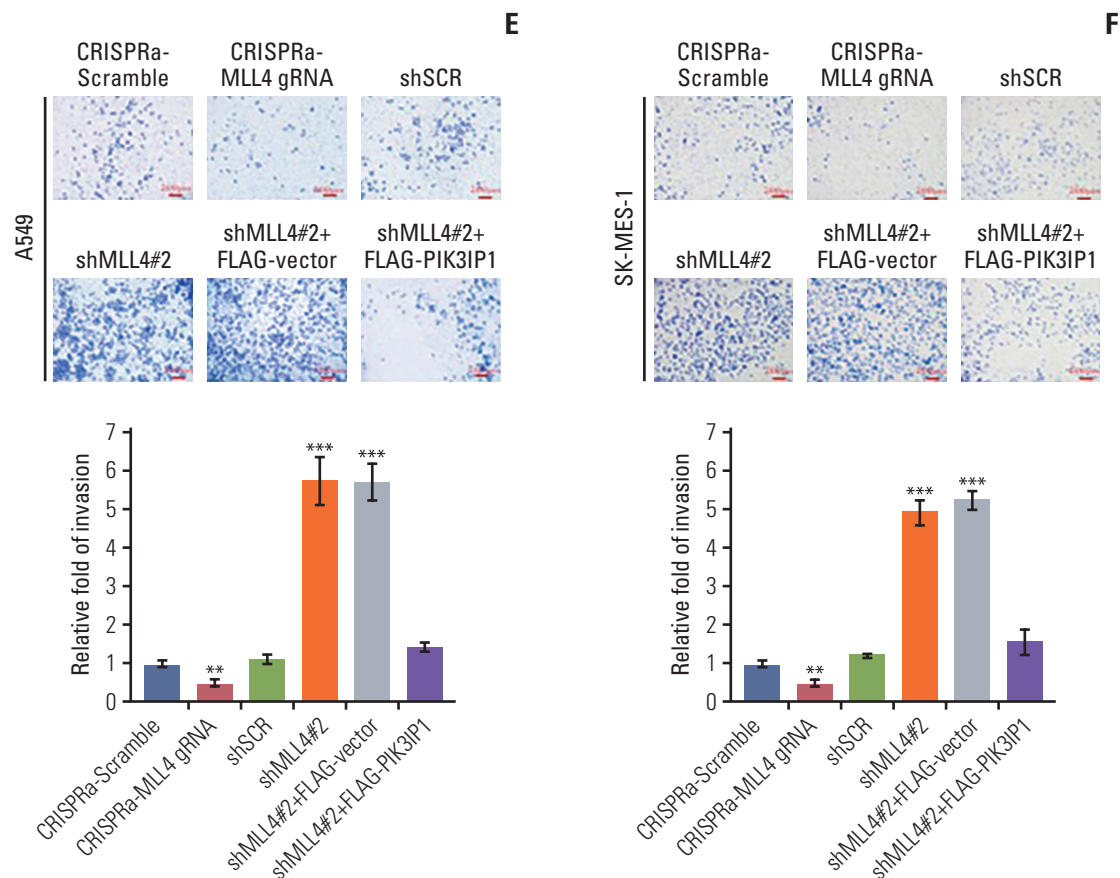 E
CRISPRa-
Scramble
CRISPRa-
MLL4 gRNA
shSCR
A549
shMLL4#2
shMLL4#2+
FLAG-vector
shMLL4#2+
FLAG-PIK3IP1
7
6
5
4
3
2
1
0
Relative fold of invasion
**
***
***
CRISPRa-Scramble
CRISPRa-MLL4 gRNA
shSCR
shMLL4#2
shMLL4#2+FLAG-vector
shMLL4#2+FLAG-PIK3IP1
F
CRISPRa-
Scramble
CRISPRa-
MLL4 gRNA
shSCR
SK-MES-1
shMLL4#2
shMLL4#2+
FLAG-vector
shMLL4#2+
FLAG-PIK3IP1
7
6
5
4
3
2
1
0
Relative fold of invasion
**
***
***
CRISPRa-Scramble
CRISPRa-MLL4 gRNA
shSCR
shMLL4#2
shMLL4#2+FLAG-vector
shMLL4#2+FLAG-PIK3IP1